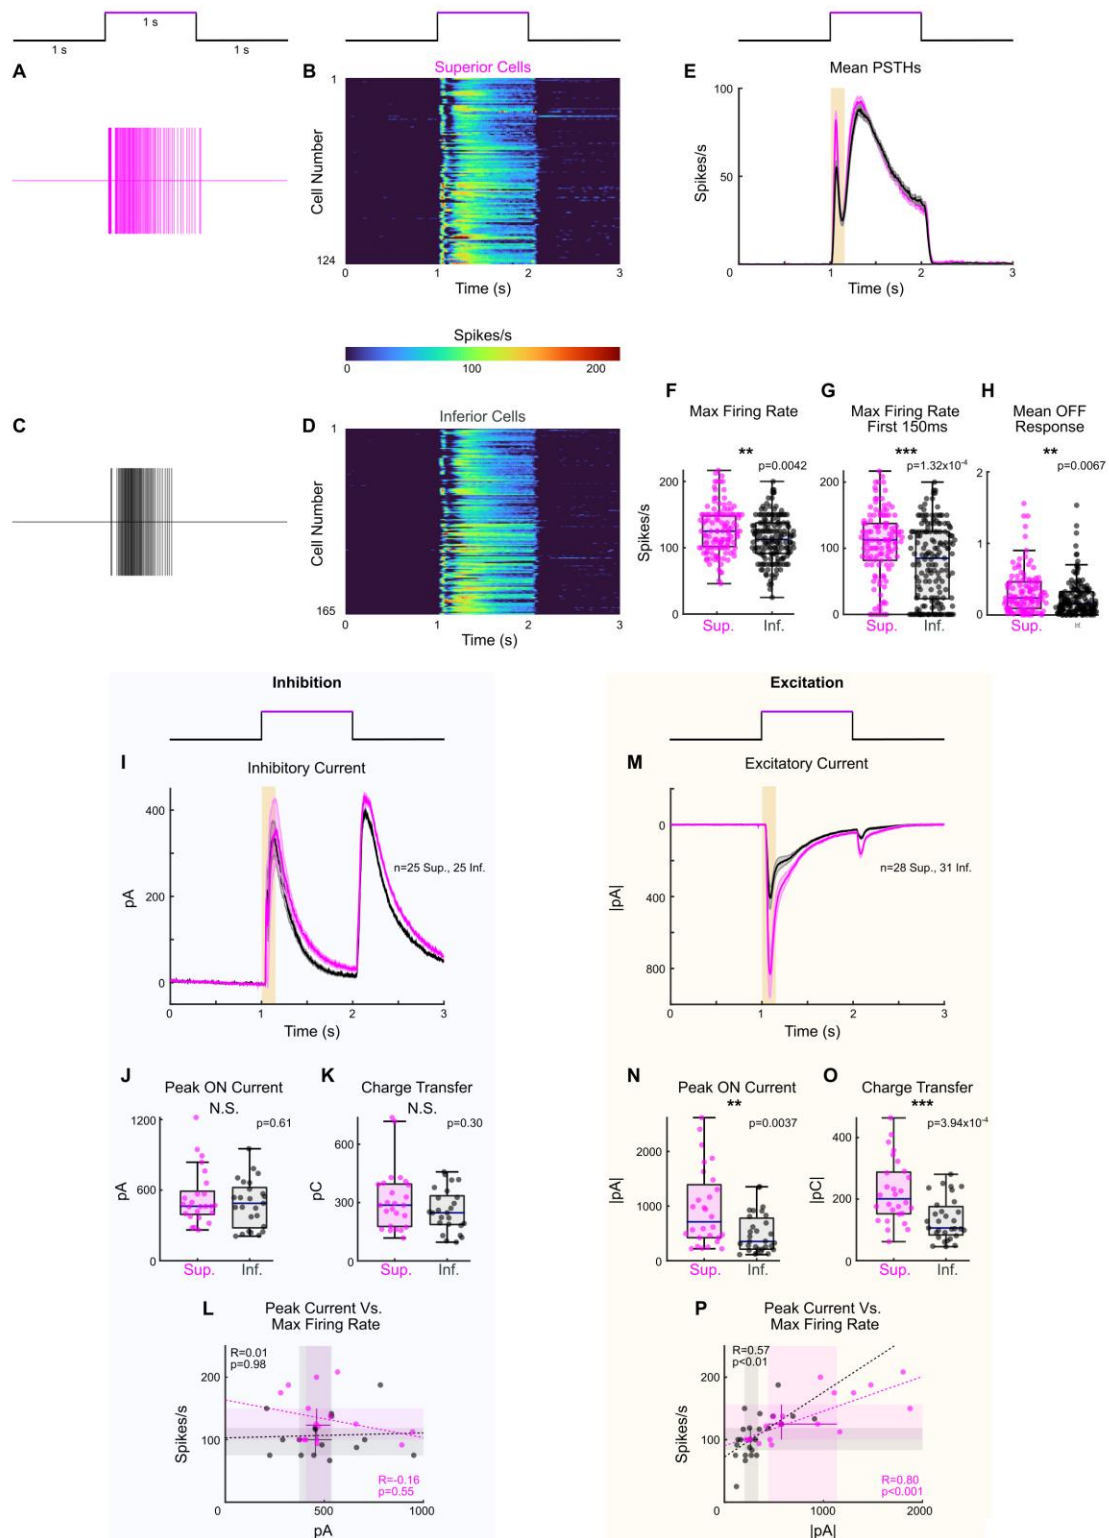 1 s
1 s
1 s
A
B
Superior Cells
1
Cell Number
124
0
1
2
3
Time (s)
E
Mean PSTHs
100
50
Spikes/s
0
1
2
3
Time (s)
Spikes/s
0
100
200
C
D
Inferior Cells
1
Cell Number
165
0
1
2
3
Time (s)
F
Max Firing Rate
**
p=0.0042
Spikes/s
200
100
0
Sup.
Inf.
G
Max Firing Rate
First 150ms
***
p=1.32x10-4
200
100
0
Sup.
Inf.
H
Mean OFF
Response
**
p=0.0067
2
1
0
Sup.
Inf.
Inhibition
I
Inhibitory Current
400
200
0
pA
n=25 Sup., 25 Inf.
0
1
2
3
Time (s)
Excitation
M
Excitatory Current
0
400
800
|pA|
n=28 Sup., 31 Inf.
0
1
2
3
Time (s)
J
Peak ON Current
N.S.
p=0.61
1200
600
0
pA
Sup.
Inf.
K
Charge Transfer
N.S.
p=0.30
600
300
0
pC
Sup.
Inf.
N
Peak ON Current
**
p=0.0037
2000
1000
0
|pA|
Sup.
Inf.
O
Charge Transfer
***
p=3.94x10-4
400
200
0
|pC|
Sup.
Inf.
L
Peak Current Vs.
Max Firing Rate
R=0.01
p=0.98
200
100
0
Spikes/s
R=-0.16
p=0.55
500
1000
pA
P
Peak Current Vs.
Max Firing Rate
R=0.57
p<0.01
200
100
0
Spikes/s
R=0.80
p<0.001
1000
2000
|pA|